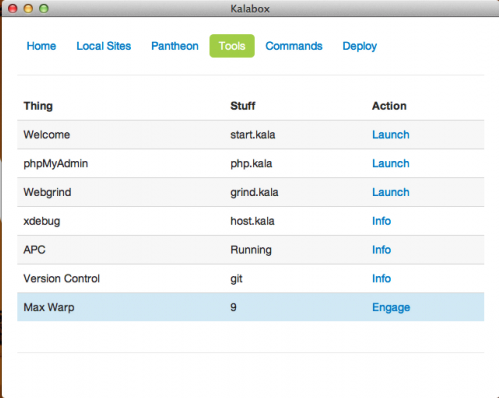 Kalabox
Home Local Sites Pantheon Tools Commands Deploy
Thing Stuff Action
Welcome start.kala Launch
phpMyAdmin php.kala Launch
Webgrind grind.kala Launch
xdebug host.kala Info
APC Running Info
Version Control git Info
Max Warp 9 Engage